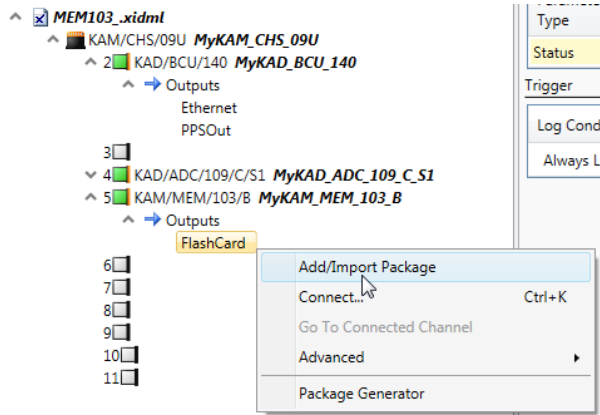 MEM103_.xidml
KAM/CHS/09U MyKAM_CHS_09U
2 KAD/BCU/140 MyKAD_BCU_140
Outputs
Ethernet
PPSOut
3
4 KAD/ADC/109/C/S1 MyKAD_ADC_109_C_S1
5 KAM/MEM/103/B MyKAM_MEM_103_B
Outputs
FlashCard
6
7
8
9
10
11
Add/Import Package
Connect... Ctrl+K
Go To Connected Channel
Advanced
Package Generator
Type
Status
Trigger
Log Cond
Always L